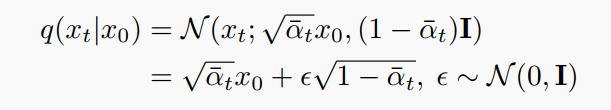 q(x_t|x_0) = 𝒩(x_t; √ᾱ_t x_0, (1 − ᾱ_t)𝐈)
= √ᾱ_t x_0 + ϵ√(1 − ᾱ_t), ϵ ∼ 𝒩(0, 𝐈)